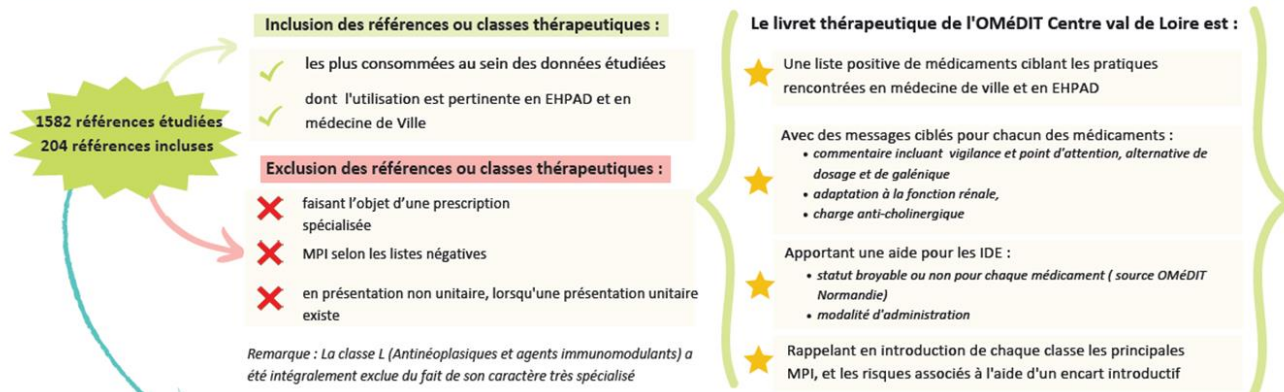 1582 références étudiées
204 références incluses
Inclusion des références ou classes thérapeutiques :
les plus consommées au sein des données étudiées
dont l'utilisation est pertinente en EHPAD et en
médecine de Ville
Exclusion des références ou classes thérapeutiques :
faisant l'objet d'une prescription
spécialisée
MPI selon les listes négatives
en présentation non unitaire, lorsqu'une présentation unitaire
existe
Remarque : La classe L (Antinéoplasiques et agents immunomodulants) a
été intégralement exclue du fait de son caractère très spécialisé
Le livret thérapeutique de l'OMéDIT Centre val de Loire est :
Une liste positive de médicaments ciblant les pratiques
rencontrées en médecine de ville et en EHPAD
Avec des messages ciblés pour chacun des médicaments :
• commentaire incluant vigilance et point d'attention, alternative de
dosage et de galénique
• adaptation à la fonction rénale,
• charge anti-cholinergique
Apportant une aide pour les IDE :
• statut broyable ou non pour chaque médicament ( source OMéDIT
Normandie)
• modalité d'administration
Rappelant en introduction de chaque classe les principales
MPI, et les risques associés à l'aide d'un encart introductif